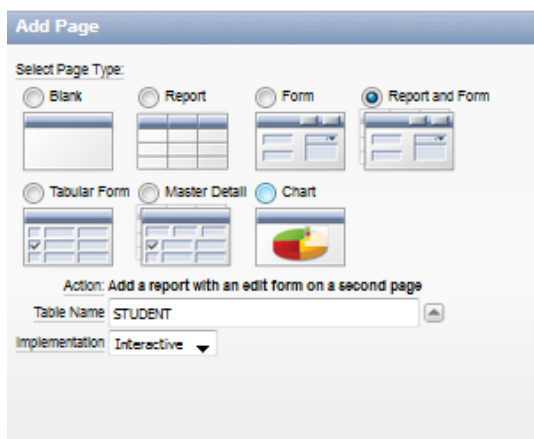 Add Page
Select Page Type:
Blank Report Form Report and Form
Tabular Form Master Detail Chart
Action: Add a report with an edit form on a second page
Table Name STUDENT
Implementation Interactive